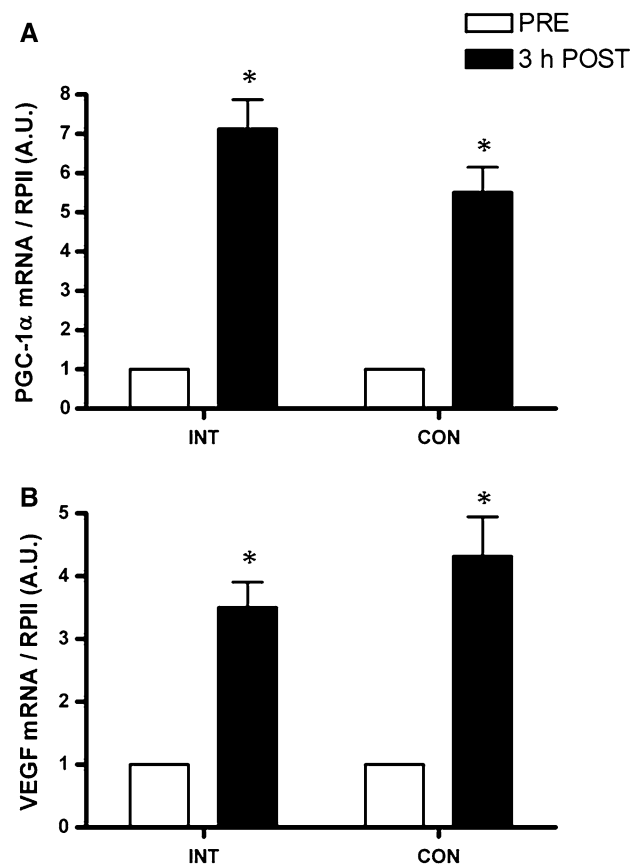 A
PRE
3 h POST
PGC-1α mRNA / RPII (A.U.)
8
7
6
5
4
3
2
1
0
*
*
INT
CON
B
VEGF mRNA / RPII (A.U.)
5
4
3
2
1
0
*
*
INT
CON